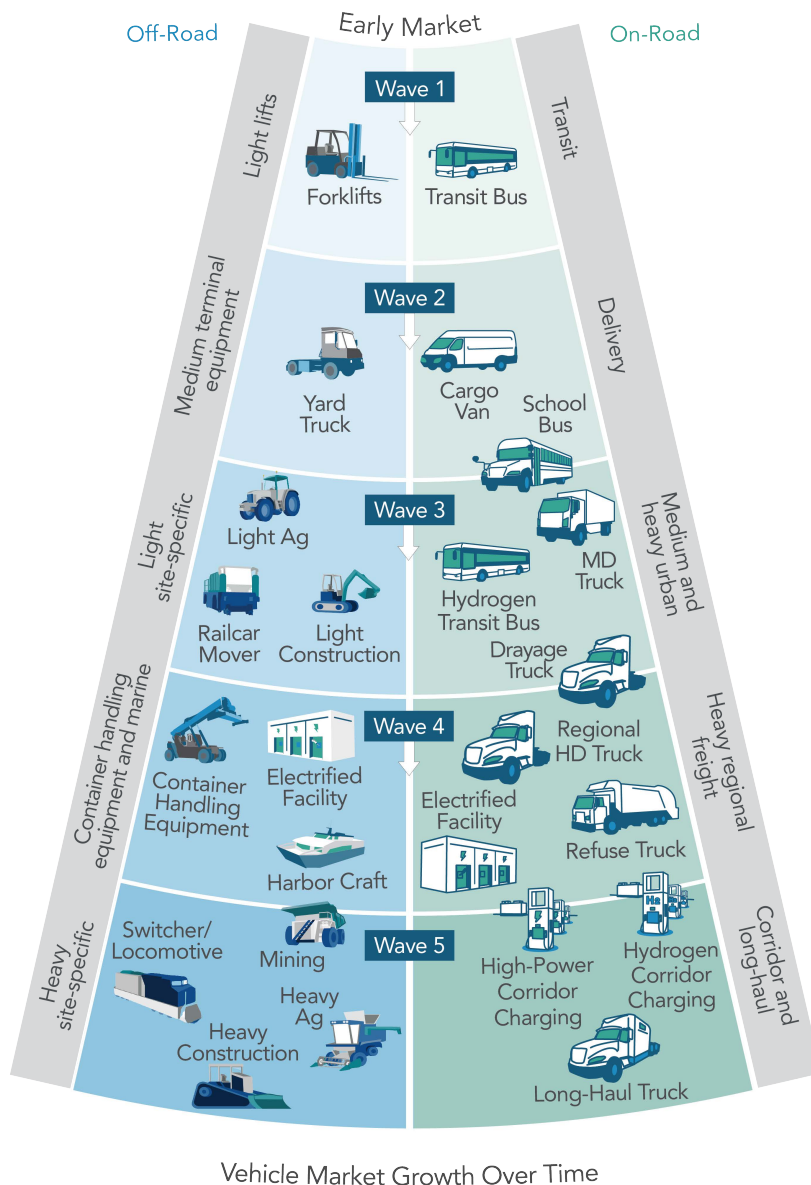 Early Market
Off-Road
On-Road
Wave 1
Light lifts
Transit
Forklifts
Transit Bus
Wave 2
Medium terminal
equipment
Delivery
Yard
Truck
Cargo
Van
School
Bus
Wave 3
Light
site-specific
Medium and
heavy urban
Light Ag
MD
Truck
Hydrogen
Transit Bus
Railcar
Mover
Light
Construction
Drayage
Truck
Wave 4
Container handling
equipment and marine
Heavy regional
freight
Container
Handling
Equipment
Electrified
Facility
Regional
HD Truck
Electrified
Facility
Harbor Craft
Refuse Truck
Wave 5
Heavy
site-specific
Corridor and
long-haul
Switcher/
Locomotive
Mining
H2
High-Power
Corridor
Charging
Hydrogen
Corridor
Charging
Heavy
Ag
Heavy
Construction
Long-Haul Truck
Vehicle Market Growth Over Time